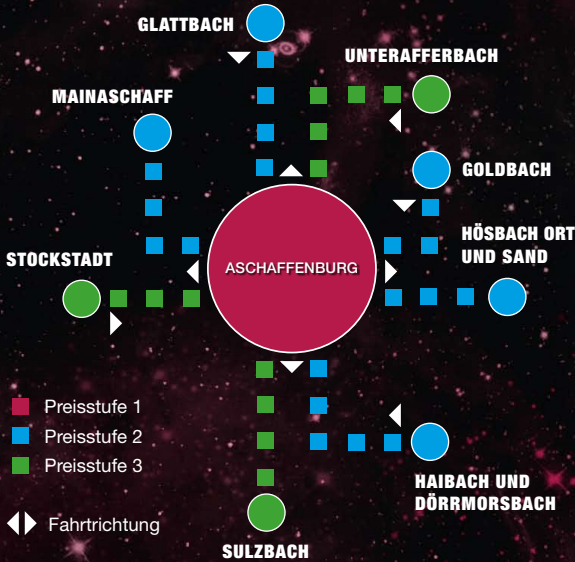 GLATTBACH
UNTERAFFERBACH
MAINASCHAFF
GOLDBACH
HÖSBACH ORT
UND SAND
STOCKSTADT
ASCHAFFENBURG
Preisstufe 1
Preisstufe 2
Preisstufe 3
HAIBACH UND
DÖRRMORSBACH
Fahrtrichtung
SULZBACH